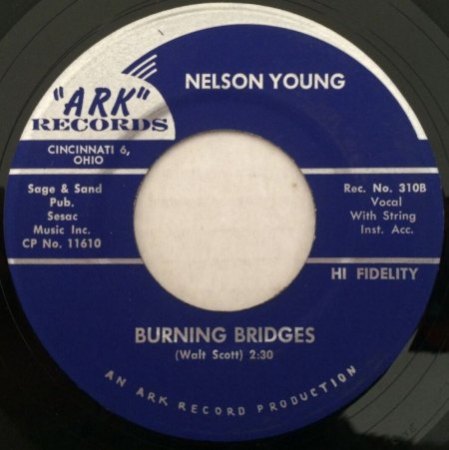 NELSON YOUNG
"ARK"
RECORDS
CINCINNATI 6,
OHIO
Sage & Sand
Pub.
Sesac
Music Inc.
CP No. 11610
Rec. No. 310B
Vocal
With String
Inst. Acc.
HI FIDELITY
BURNING BRIDGES
(Walt Scott) 2:30
AN ARK RECORD PRODUCTION